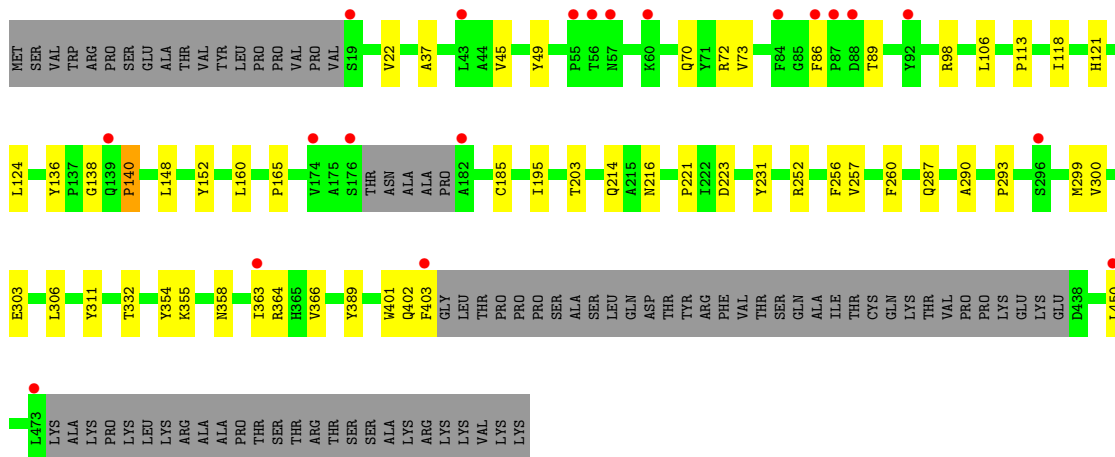 MET SER VAL TRP ARG PRO SER GLU ALA THR VAL TYR LEU PRO PRO VAL PRO VAL S19 V22 A37 L43 A44 V45 Y49 P55 T56 N57 K60 Q70 Y71 R72 V73 F84 G85 F86 P87 D88 T89 Y92 R98 L106 P113 I118 H121
L124 Y136 P137 G138 Q139 P140 L148 Y152 L160 P165 V174 A175 S176 THR ASN ALA ALA PRO A182 C185 I195 T203 Q214 A215 N216 P221 I222 D223 Y231 R252 F256 V257 F260 Q287 A290 P293 S296 M299 V300
E303 L306 Y311 T332 Y354 K355 N358 I363 R364 H365 V366 Y389 W401 Q402 F403 GLY LEU THR PRO PRO PRO SER ALA SER LEU GLN ASP THR TYR ARG PHE VAL THR SER GLN ALA ILE THR CYS GLN LYS THR VAL PRO PRO LYS GLU LYS GLU D438 L450
L473 LYS ALA LYS PRO LYS LEU LYS ARG ALA ALA PRO THR SER THR ARG THR SER SER ALA LYS ARG LYS LYS VAL LYS LYS